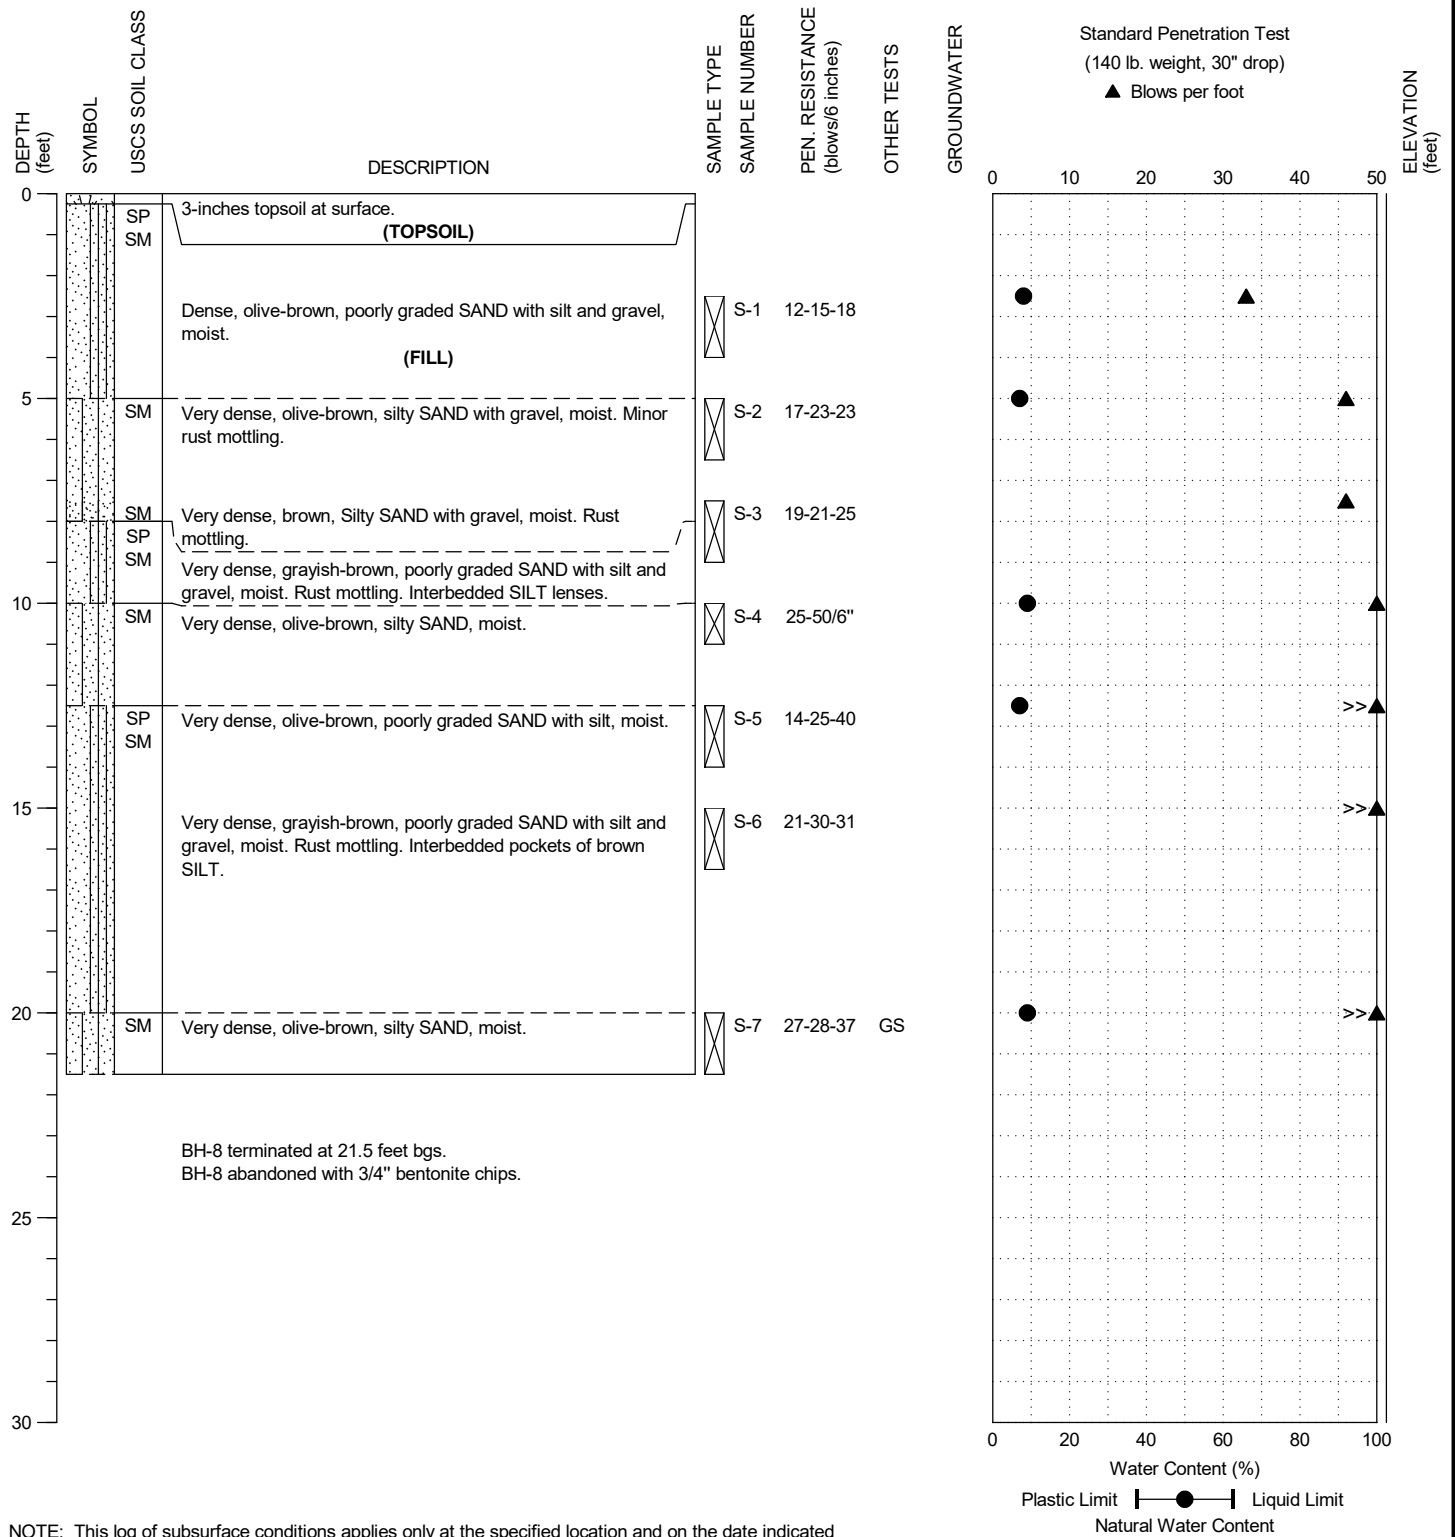 DEPTH
(feet)
SYMBOL
USCS SOIL CLASS
DESCRIPTION
SAMPLE TYPE
SAMPLE NUMBER
PEN. RESISTANCE
(blows/6 inches)
OTHER TESTS
GROUNDWATER
Standard Penetration Test
(140 lb. weight, 30" drop)
▲ Blows per foot
ELEVATION
(feet)
0 10 20 30 40 50
0
SP
SM
3-inches topsoil at surface.
(TOPSOIL)
Dense, olive-brown, poorly graded SAND with silt and gravel,
moist.
(FILL)
S-1 12-15-18
5
SM
Very dense, olive-brown, silty SAND with gravel, moist. Minor
rust mottling.
S-2 17-23-23
SM
Very dense, brown, Silty SAND with gravel, moist. Rust
mottling.
S-3 19-21-25
SP
SM
Very dense, grayish-brown, poorly graded SAND with silt and
gravel, moist. Rust mottling. Interbedded SILT lenses.
10
SM
Very dense, olive-brown, silty SAND, moist.
S-4 25-50/6"
SP
SM
Very dense, olive-brown, poorly graded SAND with silt, moist.
S-5 14-25-40
>>
15
Very dense, grayish-brown, poorly graded SAND with silt and
gravel, moist. Rust mottling. Interbedded pockets of brown
SILT.
S-6 21-30-31
>>
20
SM
Very dense, olive-brown, silty SAND, moist.
S-7 27-28-37 GS
>>
BH-8 terminated at 21.5 feet bgs.
BH-8 abandoned with 3/4" bentonite chips.
25
30
0 20 40 60 80 100
Water Content (%)
Plastic Limit Liquid Limit
Natural Water Content
NOTE: This log of subsurface conditions applies only at the specified location and on the date indicated